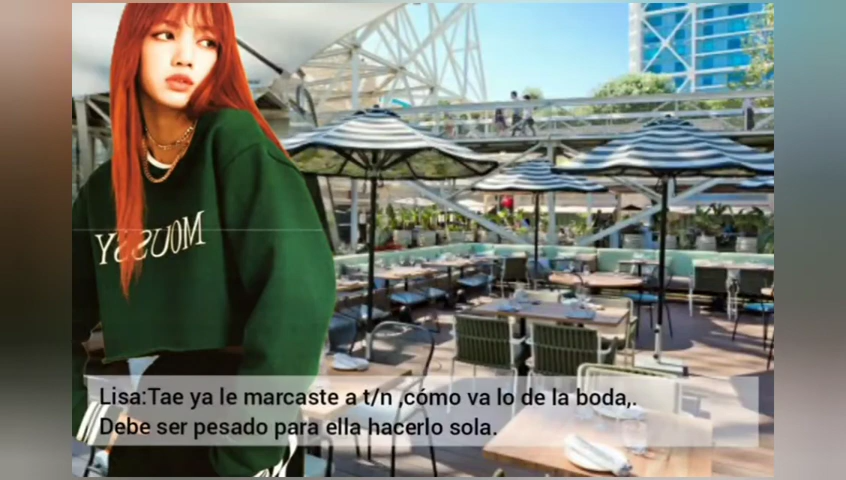 MOUSSY
Lisa:Tae ya le marcaste a t/n ,cómo va lo de la boda,.
Debe ser pesado para ella hacerlo sola.